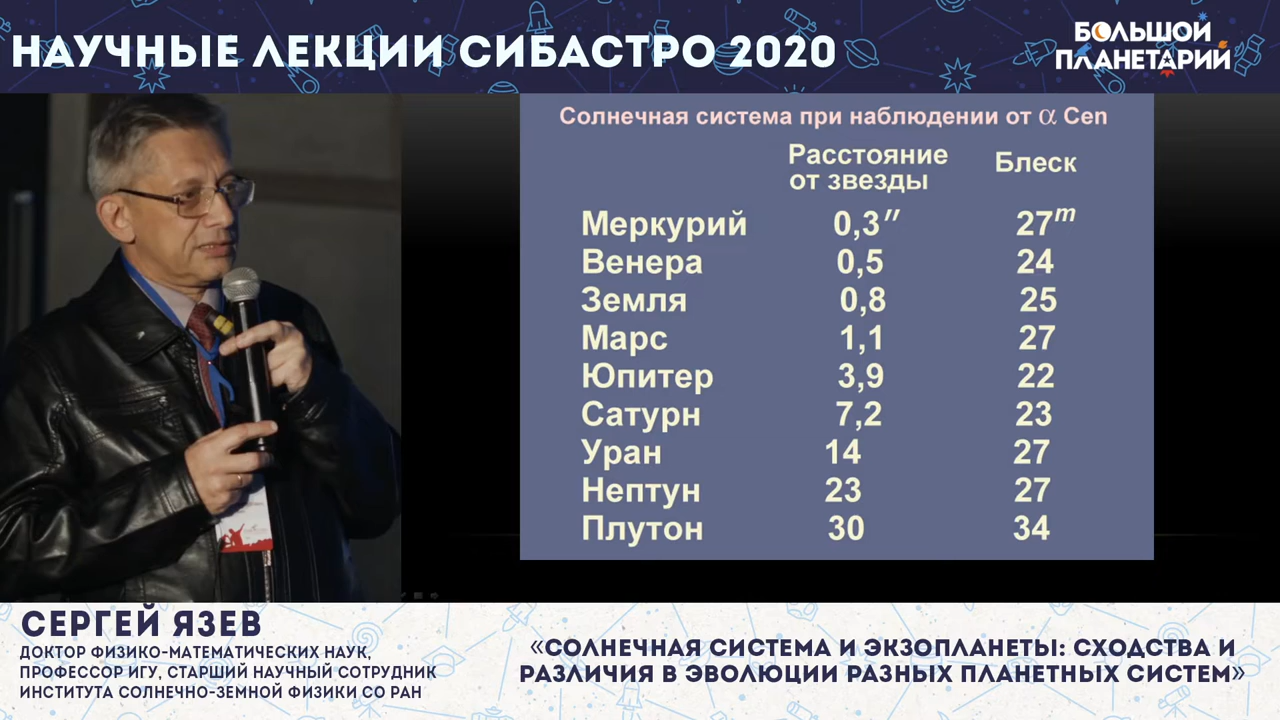 НАУЧНЫЕ ЛЕКЦИИ СИБАСТРО 2020
БОЛЬШОЙ
ПЛАНЕТАРИЙ
Солнечная система при наблюдении от α Cen
Расстояние от звезды Блеск
Меркурий 0,3″ 27ᵐ
Венера 0,5 24
Земля 0,8 25
Марс 1,1 27
Юпитер 3,9 22
Сатурн 7,2 23
Уран 14 27
Нептун 23 27
Плутон 30 34
СЕРГЕЙ ЯЗЕВ
ДОКТОР ФИЗИКО-МАТЕМАТИЧЕСКИХ НАУК,
ПРОФЕССОР ИГУ, СТАРШИЙ НАУЧНЫЙ СОТРУДНИК
ИНСТИТУТА СОЛНЕЧНО-ЗЕМНОЙ ФИЗИКИ СО РАН
«СОЛНЕЧНАЯ СИСТЕМА И ЭКЗОПЛАНЕТЫ: СХОДСТВА И
РАЗЛИЧИЯ В ЭВОЛЮЦИИ РАЗНЫХ ПЛАНЕТНЫХ СИСТЕМ»